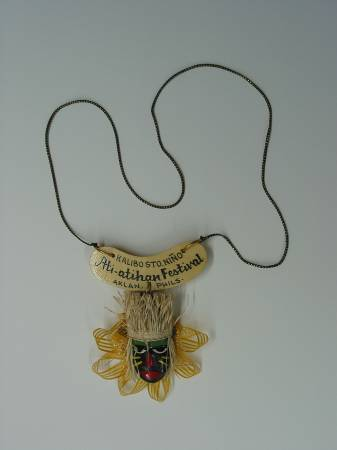 KALIBO STO. NIÑO
Ati-atihan Festival
AKLAN, PHILS.